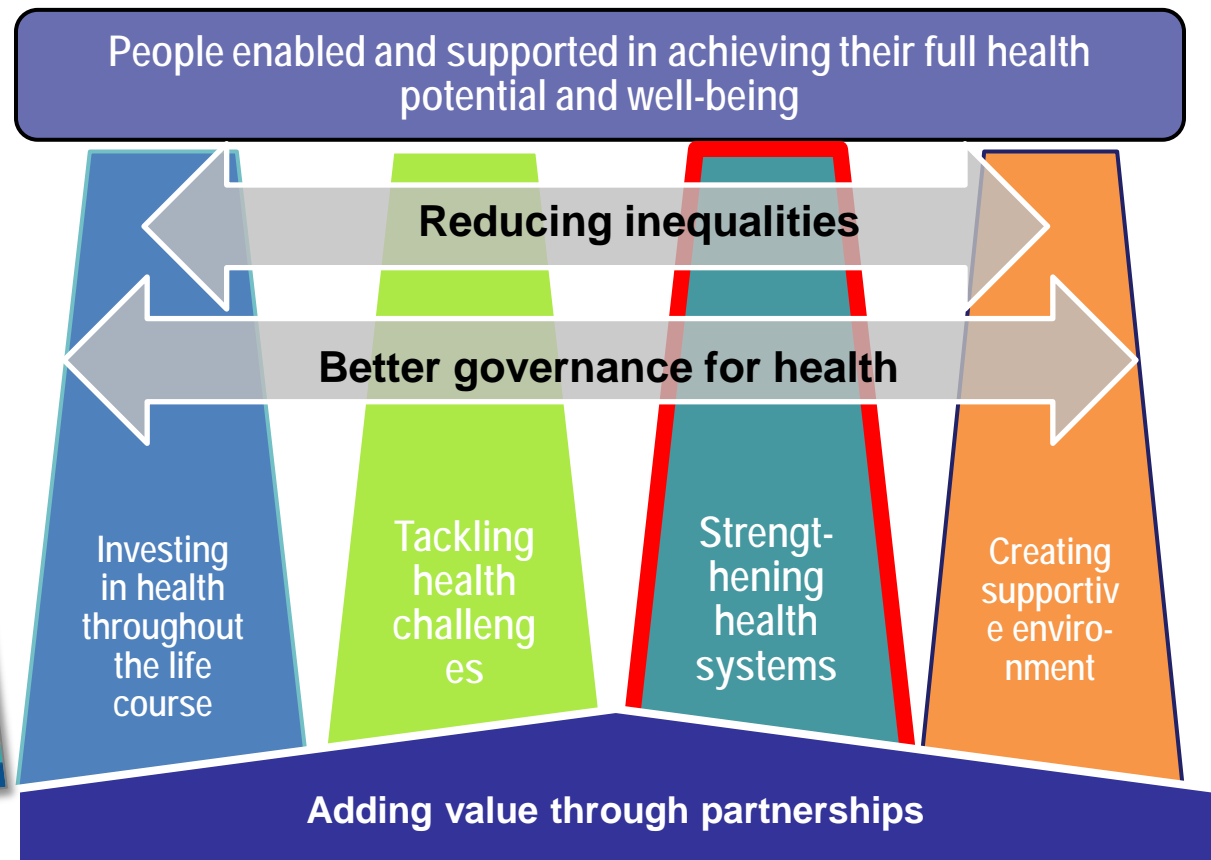 People enabled and supported in achieving their full health
potential and well-being
Reducing inequalities
Better governance for health
Investing
in health
throughout
the life
course
Tackling
health
challeng
es
Strengt-
hening
health
systems
Creating
supportiv
e enviro-
nment
Adding value through partnerships